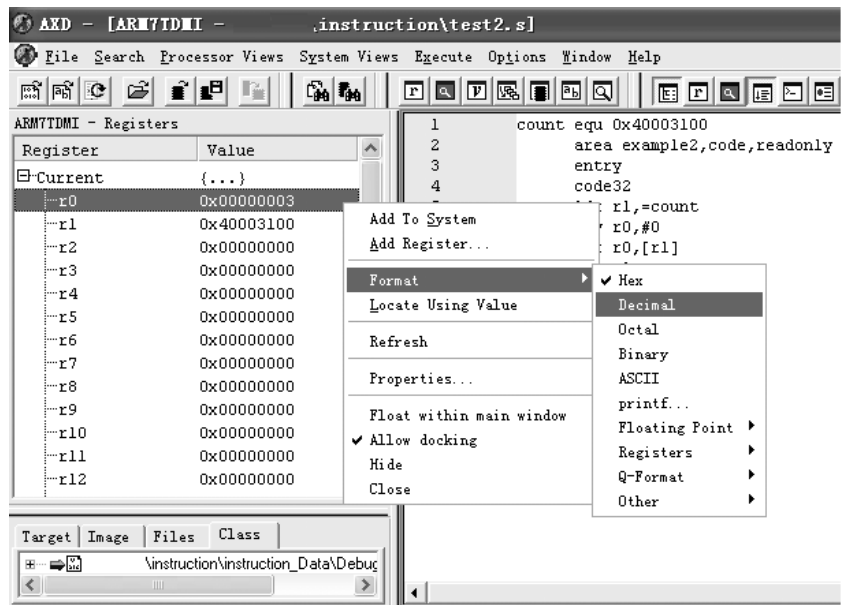 AXD - [ARM7TDMI - .instruction\test2.s]
File Search Processor Views System Views Execute Options Window Help
ARM7TDMI - Registers
Register Value
Current {...}
r0 0x00000003
r1 0x40003100
r2 0x00000000
r3 0x00000000
r4 0x00000000
r5 0x00000000
r6 0x00000000
r7 0x00000000
r8 0x00000000
r9 0x00000000
r10 0x00000000
r11 0x00000000
r12 0x00000000
1 count equ 0x40003100
2 area example2,code,readonly
3 entry
4 code32
r1,=count
r0,#0
r0,[r1]
Add To System
Add Register...
Format
Locate Using Value
Refresh
Properties...
Float within main window
Allow docking
Hide
Close
Hex
Decimal
Octal
Binary
ASCII
printf...
Floating Point
Registers
Q-Format
Other
Target Image Files Class
\instruction\instruction_Data\Debug